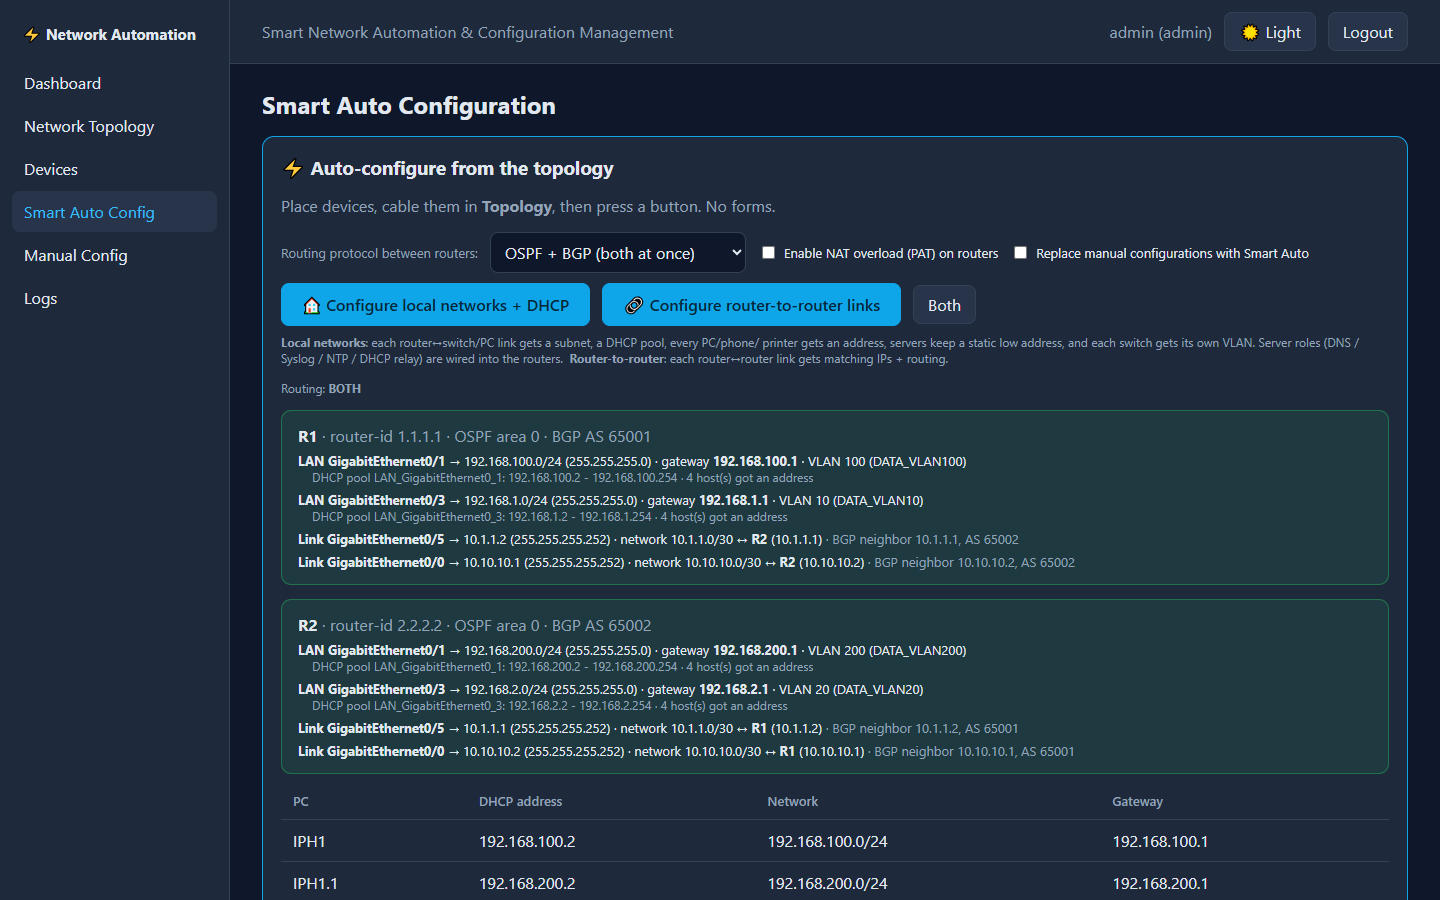 ⚡ Network Automation
Smart Network Automation & Configuration Management
admin (admin)
Light
Logout
Dashboard
Network Topology
Devices
Smart Auto Config
Manual Config
Logs
Smart Auto Configuration
⚡ Auto-configure from the topology
Place devices, cable them in Topology, then press a button. No forms.
Routing protocol between routers:
OSPF + BGP (both at once)
Enable NAT overload (PAT) on routers
Replace manual configurations with Smart Auto
Configure local networks + DHCP
Configure router-to-router links
Both
Local networks: each router↔switch/PC link gets a subnet, a DHCP pool, every PC/phone/ printer gets an address, servers keep a static low address, and each switch gets its own VLAN. Server roles (DNS /
Syslog / NTP / DHCP relay) are wired into the routers. Router-to-router: each router↔router link gets matching IPs + routing.
Routing: BOTH
R1 · router-id 1.1.1.1 · OSPF area 0 · BGP AS 65001
LAN GigabitEthernet0/1 → 192.168.100.0/24 (255.255.255.0) · gateway 192.168.100.1 · VLAN 100 (DATA_VLAN100)
DHCP pool LAN_GigabitEthernet0_1: 192.168.100.2 - 192.168.100.254 · 4 host(s) got an address
LAN GigabitEthernet0/3 → 192.168.1.0/24 (255.255.255.0) · gateway 192.168.1.1 · VLAN 10 (DATA_VLAN10)
DHCP pool LAN_GigabitEthernet0_3: 192.168.1.2 - 192.168.1.254 · 4 host(s) got an address
Link GigabitEthernet0/5 → 10.1.1.2 (255.255.255.252) · network 10.1.1.0/30 ↔ R2 (10.1.1.1) · BGP neighbor 10.1.1.1, AS 65002
Link GigabitEthernet0/0 → 10.10.10.1 (255.255.255.252) · network 10.10.10.0/30 ↔ R2 (10.10.10.2) · BGP neighbor 10.10.10.2, AS 65002
R2 · router-id 2.2.2.2 · OSPF area 0 · BGP AS 65002
LAN GigabitEthernet0/1 → 192.168.200.0/24 (255.255.255.0) · gateway 192.168.200.1 · VLAN 200 (DATA_VLAN200)
DHCP pool LAN_GigabitEthernet0_1: 192.168.200.2 - 192.168.200.254 · 4 host(s) got an address
LAN GigabitEthernet0/3 → 192.168.2.0/24 (255.255.255.0) · gateway 192.168.2.1 · VLAN 20 (DATA_VLAN20)
DHCP pool LAN_GigabitEthernet0_3: 192.168.2.2 - 192.168.2.254 · 4 host(s) got an address
Link GigabitEthernet0/5 → 10.1.1.1 (255.255.255.252) · network 10.1.1.0/30 ↔ R1 (10.1.1.2) · BGP neighbor 10.1.1.2, AS 65001
Link GigabitEthernet0/0 → 10.10.10.2 (255.255.255.252) · network 10.10.10.0/30 ↔ R1 (10.10.10.1) · BGP neighbor 10.10.10.1, AS 65001
PC DHCP address Network Gateway
IPH1 192.168.100.2 192.168.100.0/24 192.168.100.1
IPH1.1 192.168.200.2 192.168.200.0/24 192.168.200.1